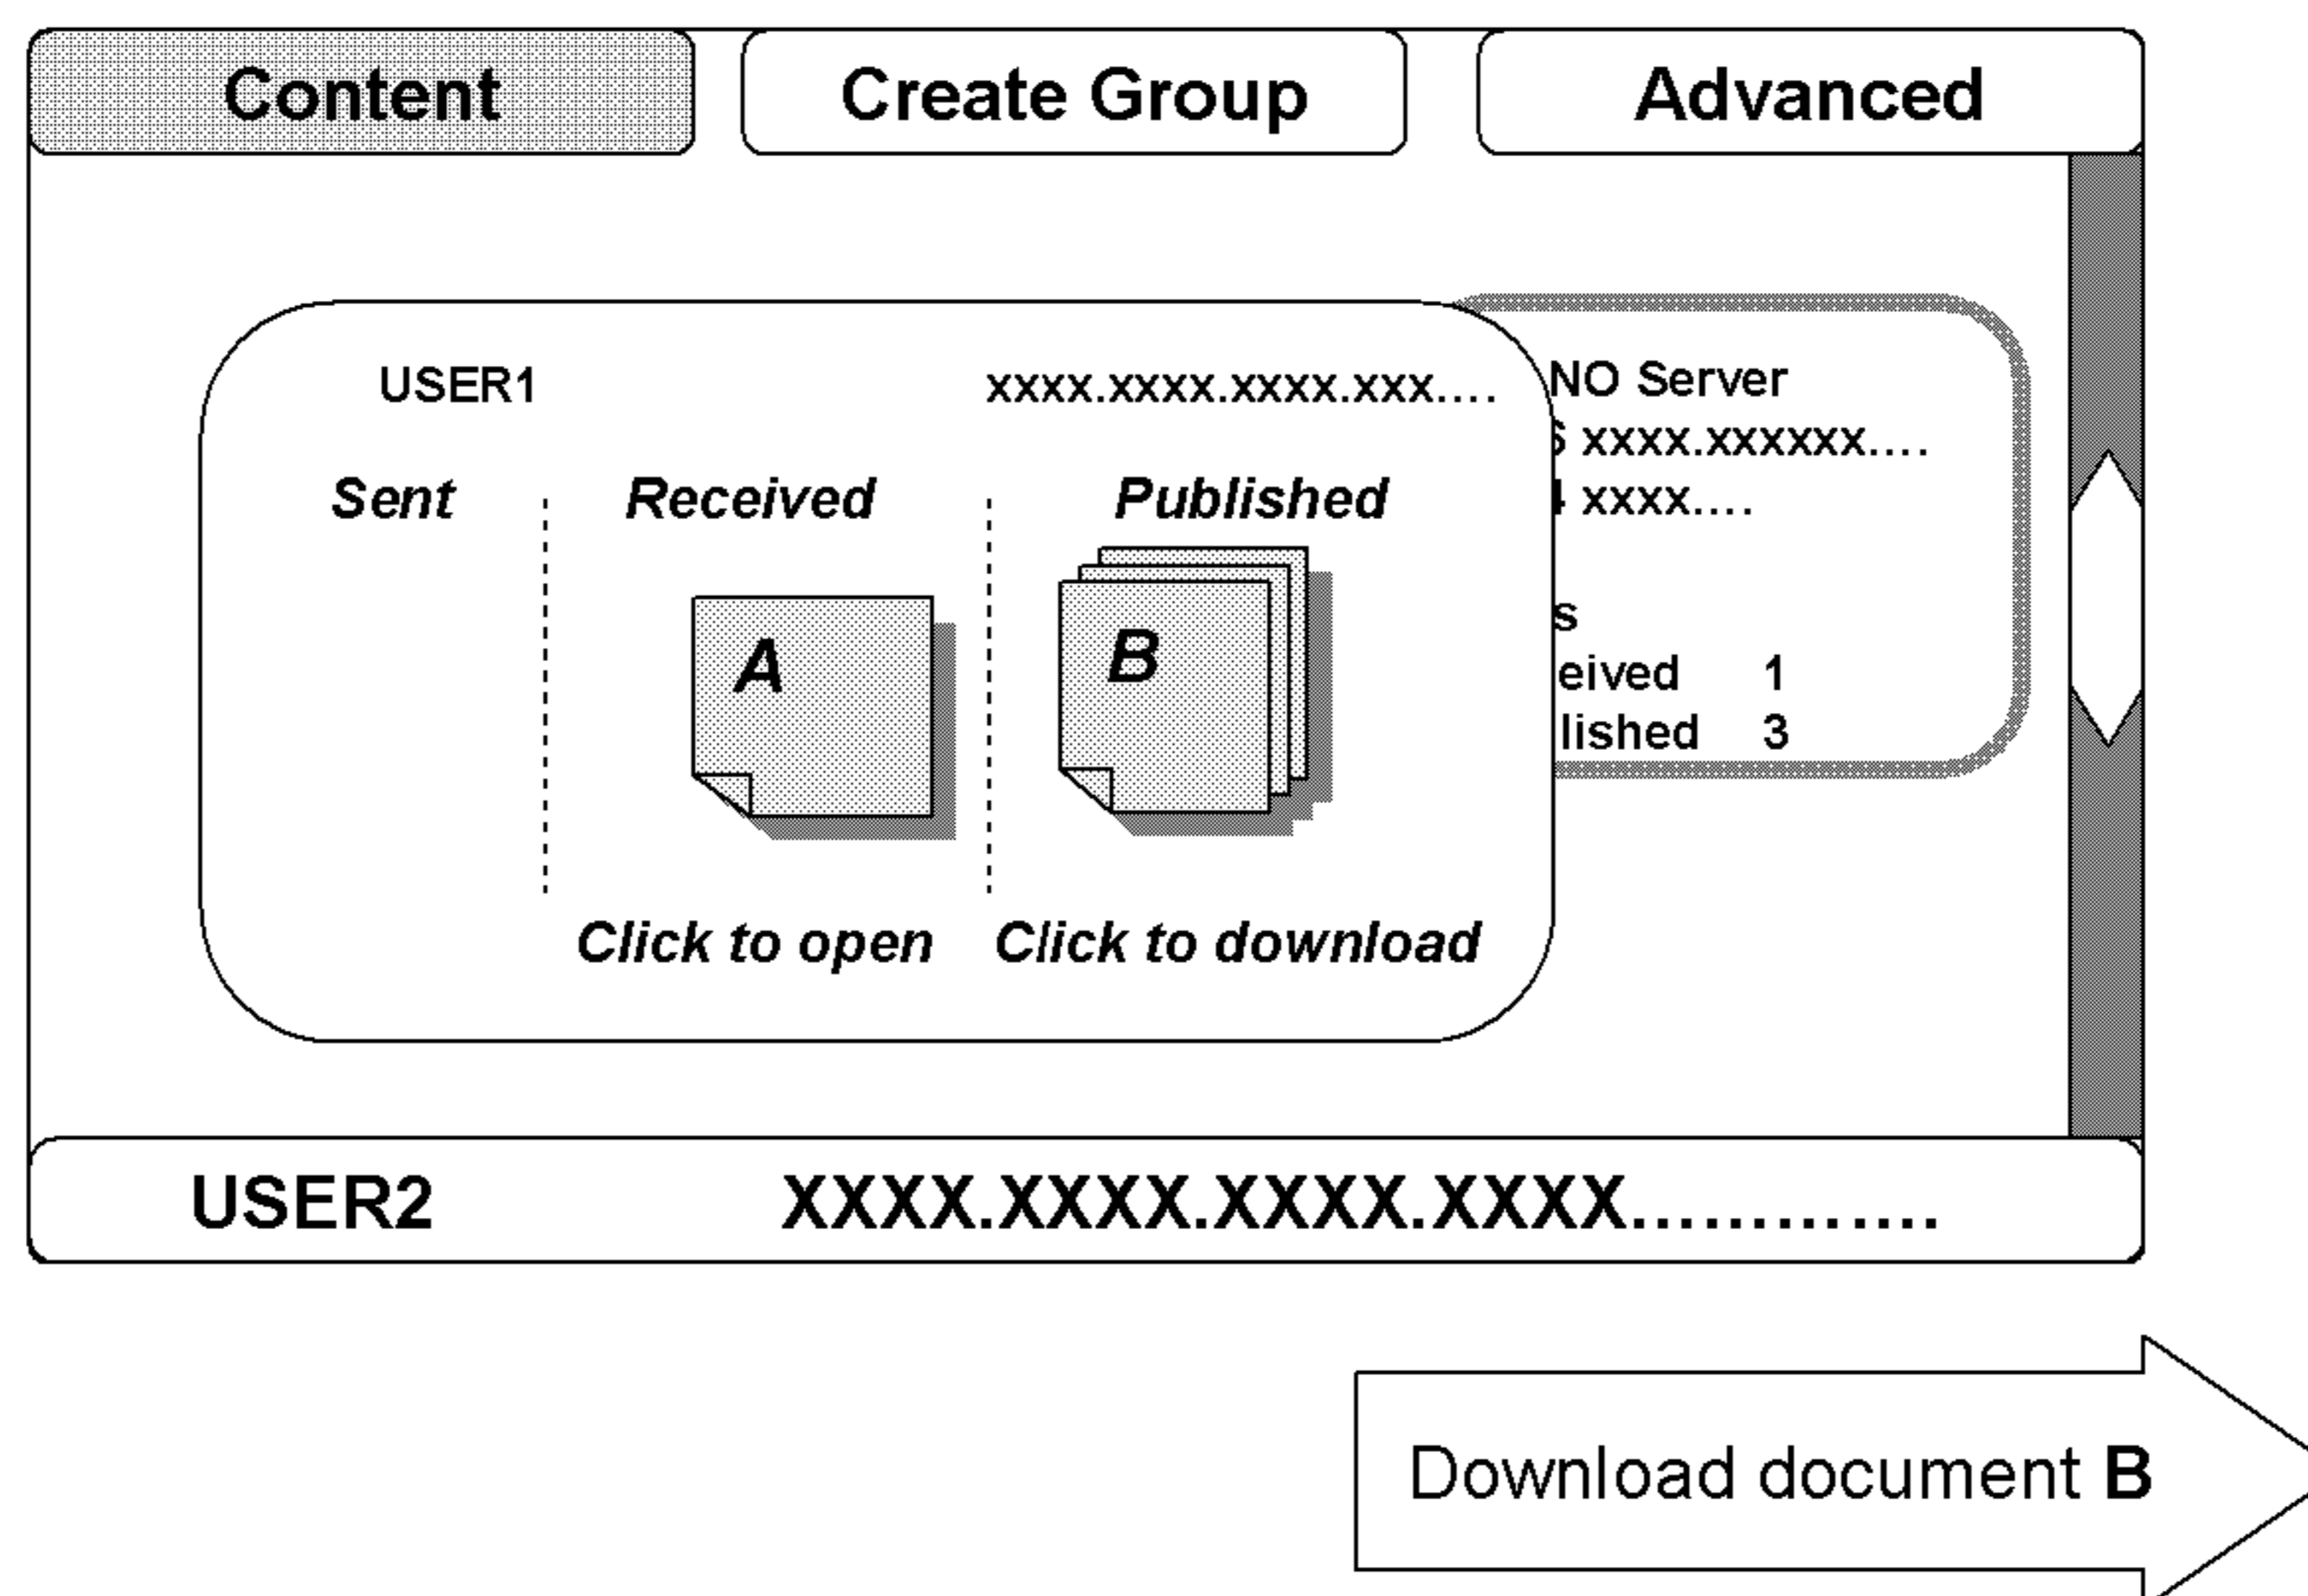 Content Create Group Advanced
USER1 xxxx.xxxx.xxxx.xxx....
NO Server
xxxx.xxxxxx....
xxxx....
Sent Received Published
A B
s
eived 1
lished 3
Click to open Click to download
USER2 XXXX.XXXX.XXXX.XXXX.............
Download document B